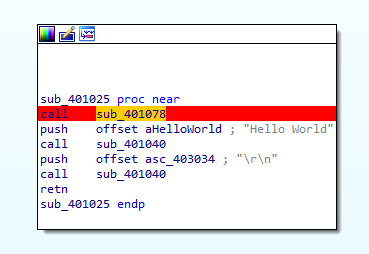 sub_401025 proc near
call sub_401078
push offset aHelloWorld ; "Hello World"
call sub_401040
push offset asc_403034 ; "\r\n"
call sub_401040
retn
sub_401025 endp